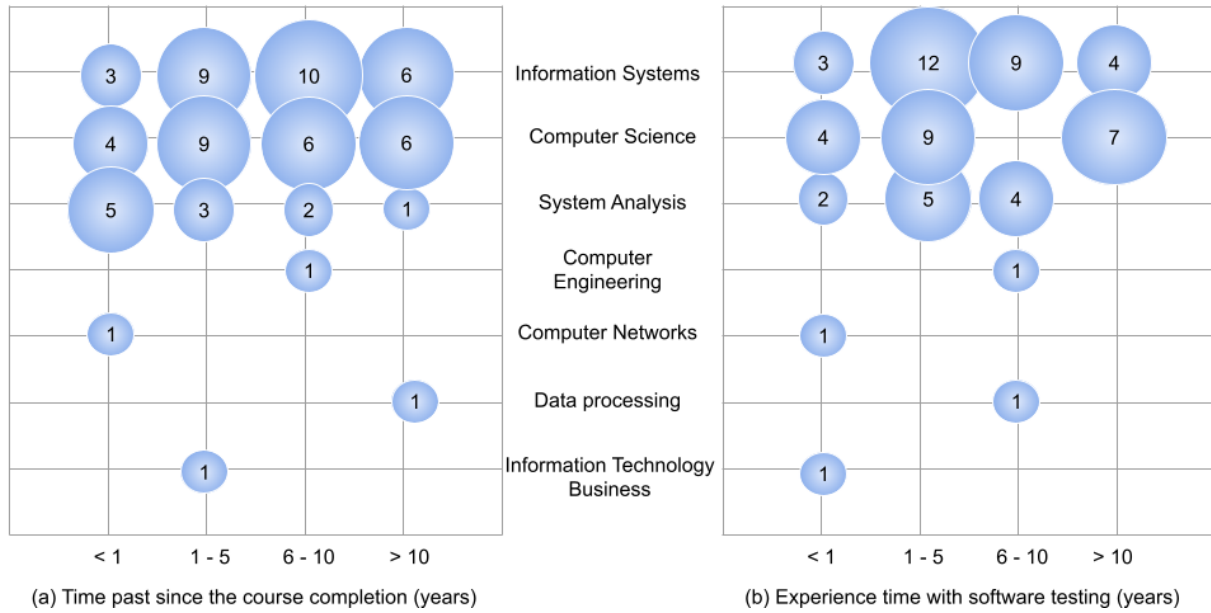 3 9 10 6 Information Systems 3 12 9 4
4 9 6 6 Computer Science 4 9 7
5 3 2 1 System Analysis 2 5 4
1 Computer 1
Engineering
1 Computer Networks 1
1 Data processing 1
1 Information Technology 1
Business
< 1 1 - 5 6 - 10 > 10 < 1 1 - 5 6 - 10 > 10
(a) Time past since the course completion (years) (b) Experience time with software testing (years)